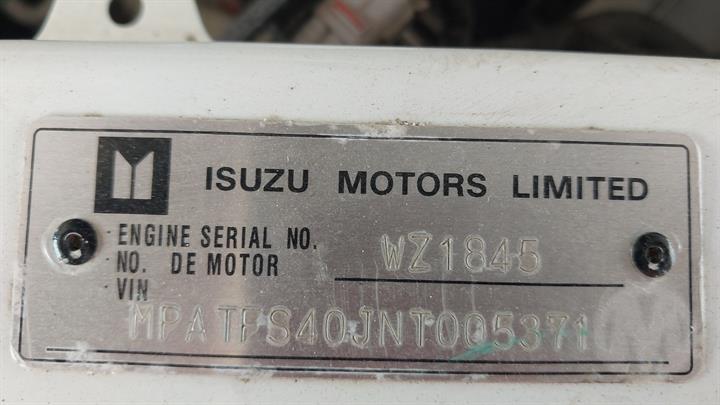 ISUZU MOTORS LIMITED
ENGINE SERIAL NO.
NO. DE MOTOR
WZ1845
VIN
MPATFS40JNT005371